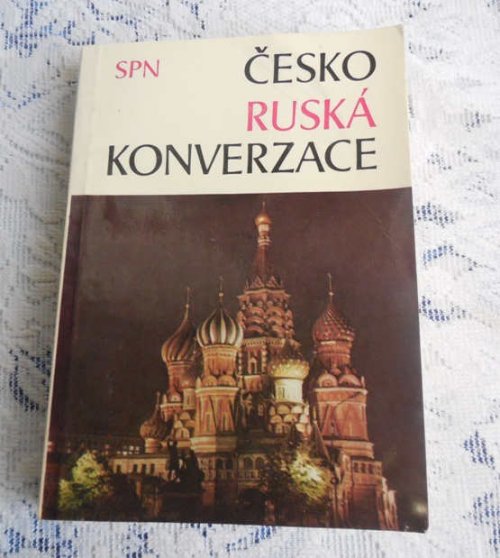 SPN ČESKO
RUSKÁ
KONVERZACE